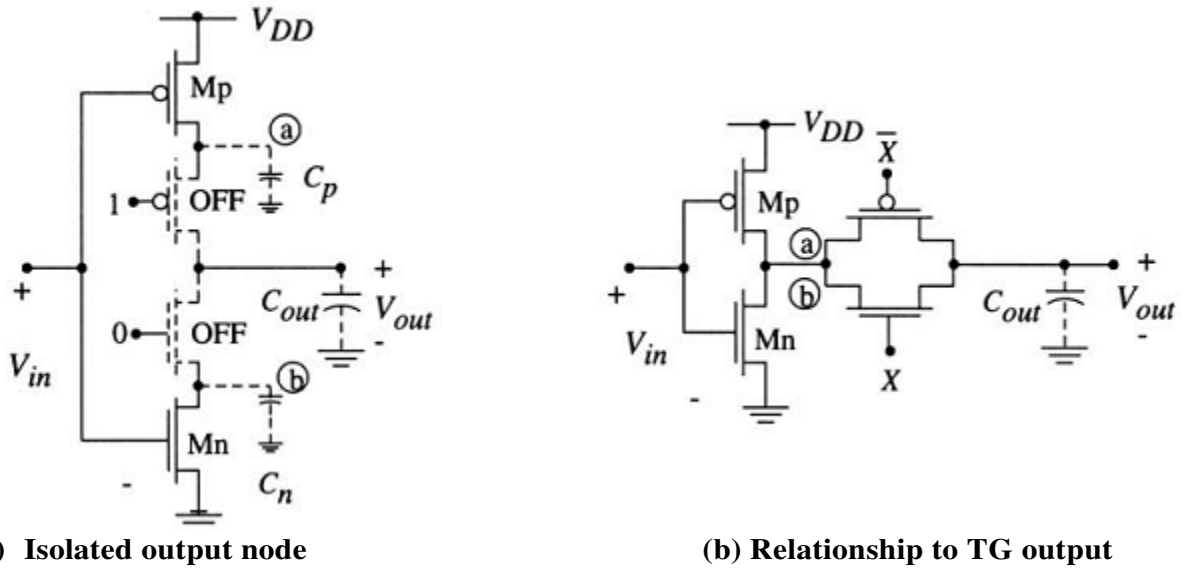 V_DD
Mp
ⓐ
C_p
1
OFF
+
C_out
+
V_out
-
0
OFF
V_in
ⓑ
Mn
-
C_n
) Isolated output node
V_DD
X̅
Mp
ⓐ
ⓑ
+
C_out
+
V_out
-
V_in
Mn
X
-
(b) Relationship to TG output